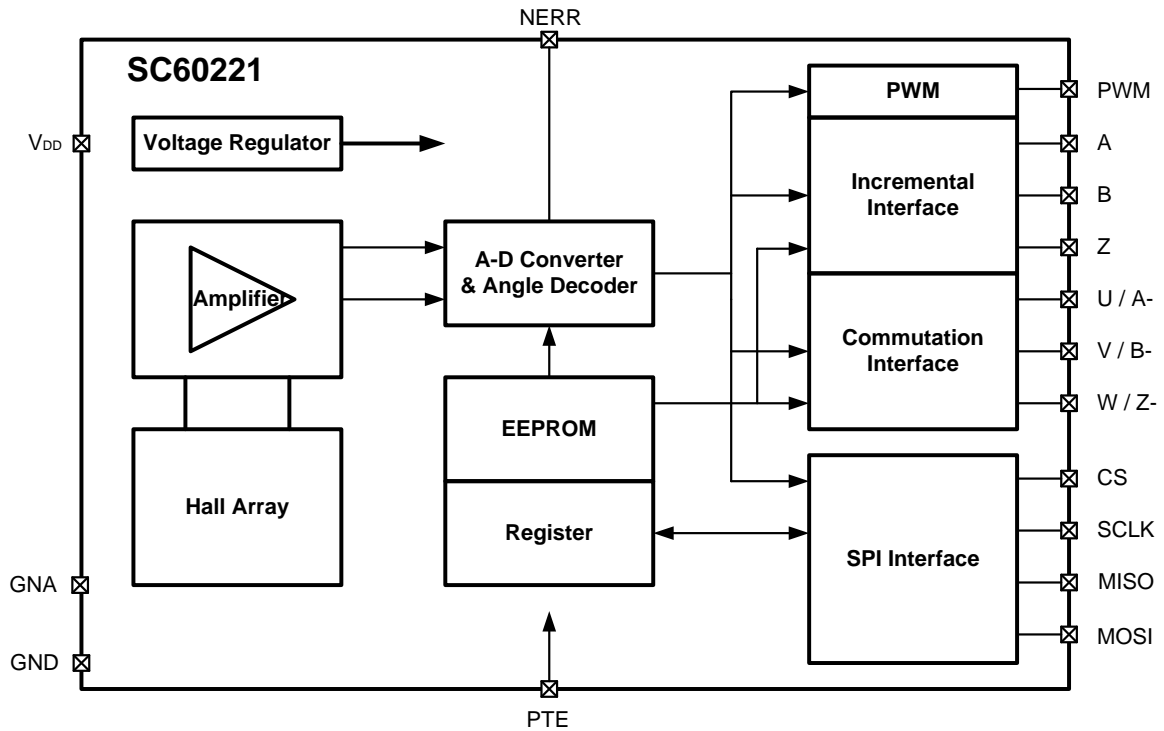 NERR
SC60221
PWM
PWM
VDD
Voltage Regulator
A
Incremental
Interface
B
A-D Converter
& Angle Decoder
Z
Amplifier
U / A-
Commutation
Interface
V / B-
EEPROM
W / Z-
Hall Array
CS
Register
SCLK
SPI Interface
GNA
MISO
MOSI
GND
PTE